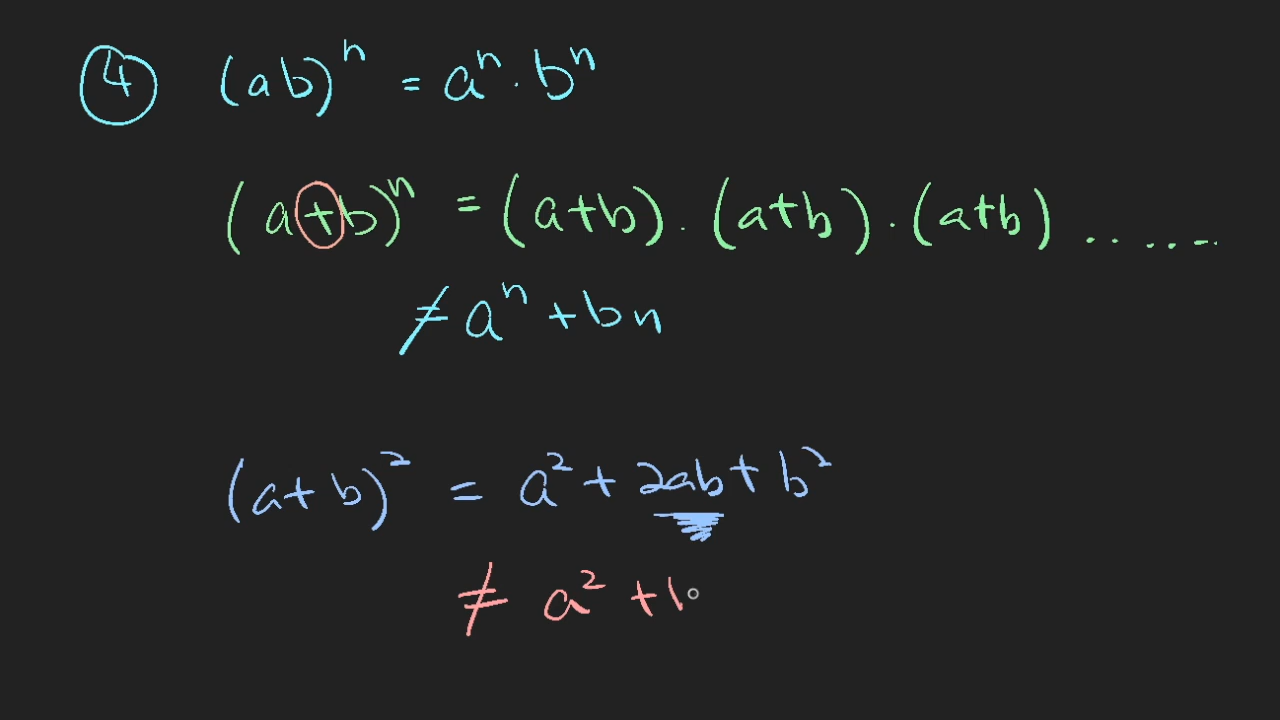 ④ (ab)ⁿ = aⁿ · bⁿ
(a+b)ⁿ = (a+b) · (a+b) · (a+b) ......
≠ aⁿ + bn
(a+b)² = a² + 2ab + b²
≠ a² +